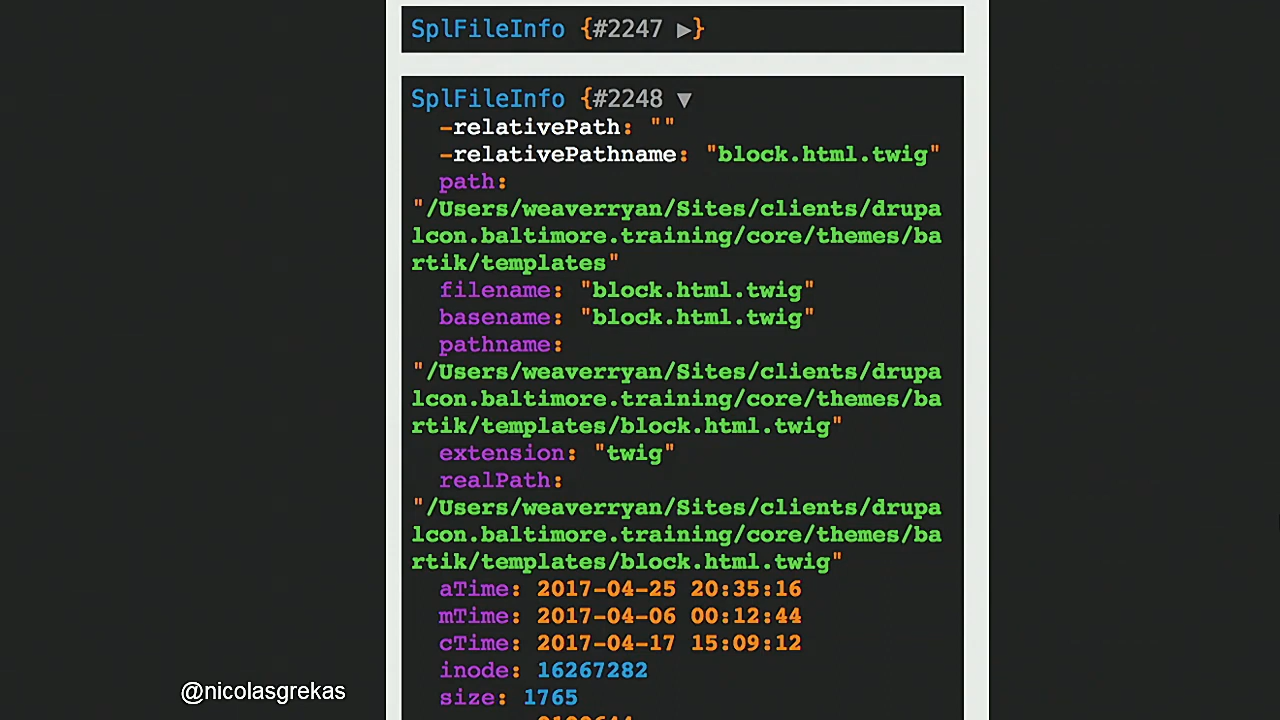 SplFileInfo {#2247 ▶}
SplFileInfo {#2248 ▼
-relativePath: ""
-relativePathname: "block.html.twig"
path:
"/Users/weaverryan/Sites/clients/drupa
lcon.baltimore.training/core/themes/ba
rtik/templates"
filename: "block.html.twig"
basename: "block.html.twig"
pathname:
"/Users/weaverryan/Sites/clients/drupa
lcon.baltimore.training/core/themes/ba
rtik/templates/block.html.twig"
extension: "twig"
realPath:
"/Users/weaverryan/Sites/clients/drupa
lcon.baltimore.training/core/themes/ba
rtik/templates/block.html.twig"
aTime: 2017-04-25 20:35:16
mTime: 2017-04-06 00:12:44
cTime: 2017-04-17 15:09:12
inode: 16267282
size: 1765
@nicolasgrekas